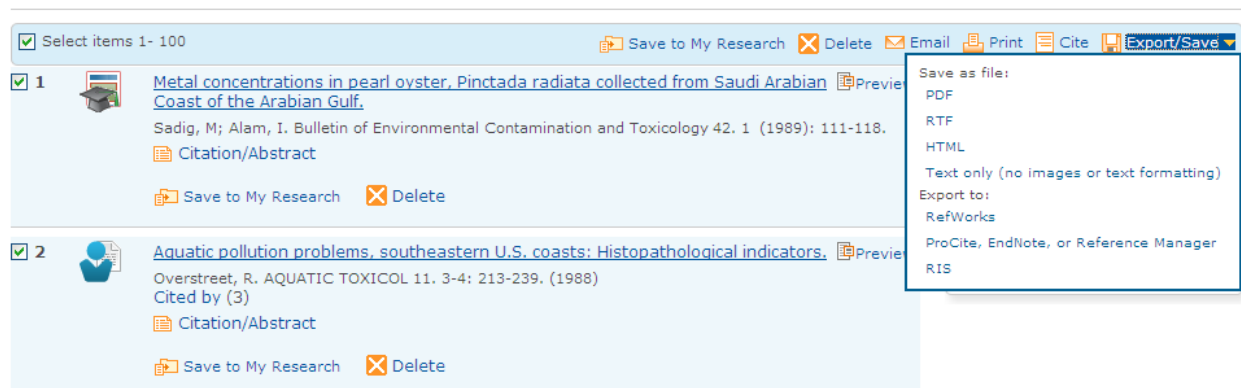 Select items 1- 100 Save to My Research Delete Email Print Cite Export/Save
Save as file:
PDF
RTF
HTML
Text only (no images or text formatting)
Export to:
RefWorks
ProCite, EndNote, or Reference Manager
RIS
1 Metal concentrations in pearl oyster, Pinctada radiata collected from Saudi Arabian Previe
Coast of the Arabian Gulf.
Sadig, M; Alam, I. Bulletin of Environmental Contamination and Toxicology 42. 1 (1989): 111-118.
Citation/Abstract
Save to My Research Delete
2 Aquatic pollution problems, southeastern U.S. coasts: Histopathological indicators. Previe
Overstreet, R. AQUATIC TOXICOL 11. 3-4: 213-239. (1988)
Cited by (3)
Citation/Abstract
Save to My Research Delete